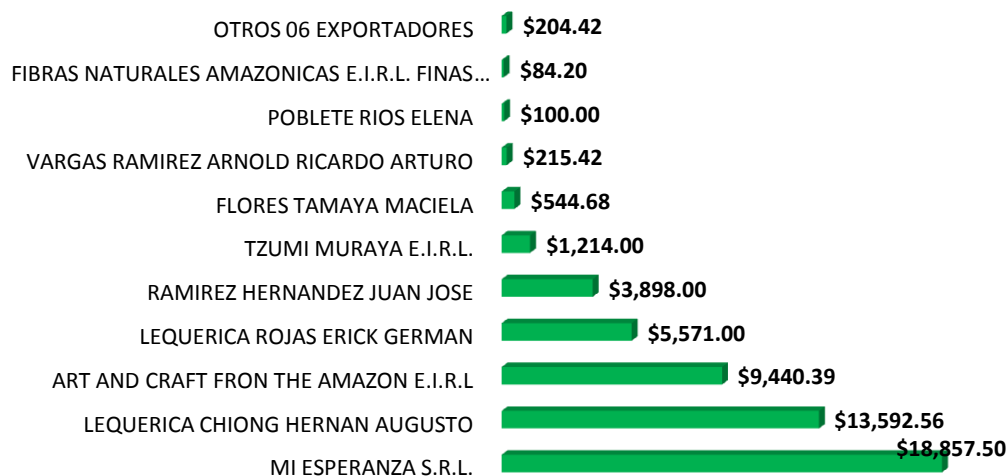 OTROS 06 EXPORTADORES $204.42
FIBRAS NATURALES AMAZONICAS E.I.R.L. FINAS... $84.20
POBLETE RIOS ELENA $100.00
VARGAS RAMIREZ ARNOLD RICARDO ARTURO $215.42
FLORES TAMAYA MACIELA $544.68
TZUMI MURAYA E.I.R.L. $1,214.00
RAMIREZ HERNANDEZ JUAN JOSE $3,898.00
LEQUERICA ROJAS ERICK GERMAN $5,571.00
ART AND CRAFT FRON THE AMAZON E.I.R.L $9,440.39
LEQUERICA CHIONG HERNAN AUGUSTO $13,592.56
MI ESPERANZA S.R.L. $18,857.50